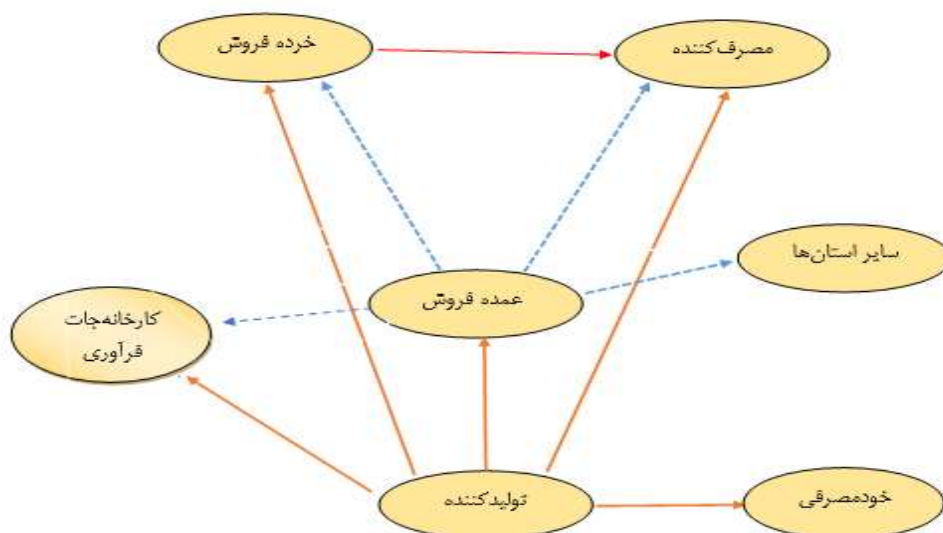 خرده فروش
مصرف‌کننده
سایر استان‌ها
عمده فروش
کارخانه‌جات
فرآوری
تولیدکننده
خودمصرفی